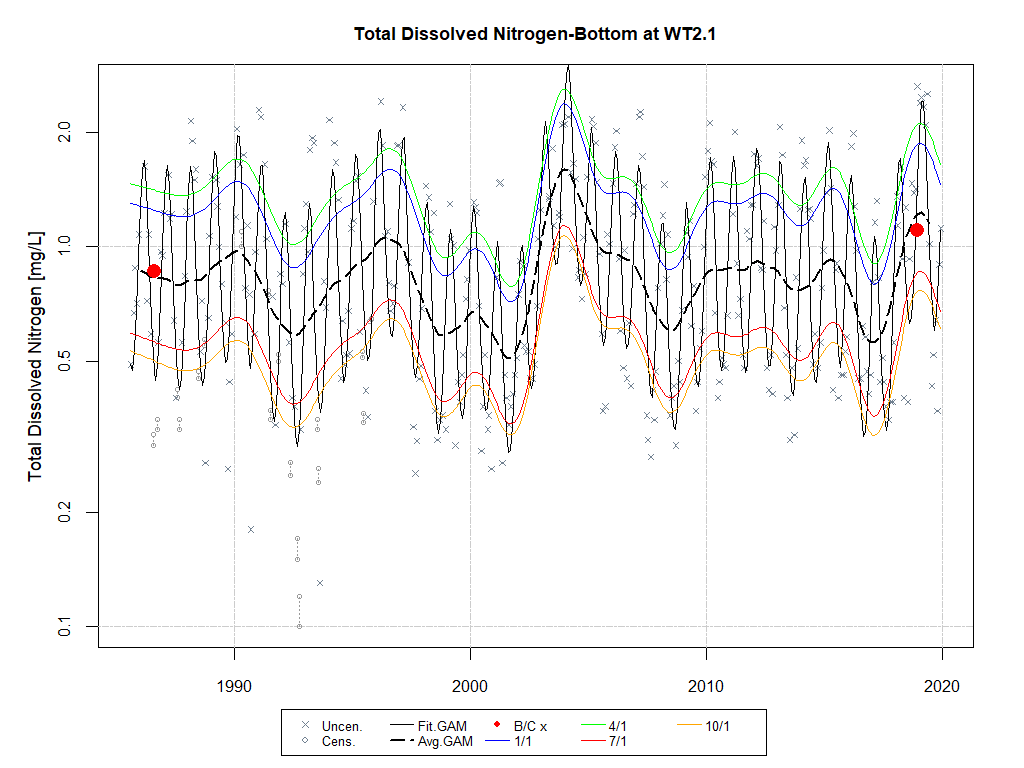 Total Dissolved Nitrogen-Bottom at WT2.1
Total Dissolved Nitrogen [mg/L]
2.0
1.0
0.5
0.2
0.1
1990 2000 2010 2020
Uncen. Fit.GAM B/C x 4/1 10/1
Cens. Avg.GAM 1/1 7/1